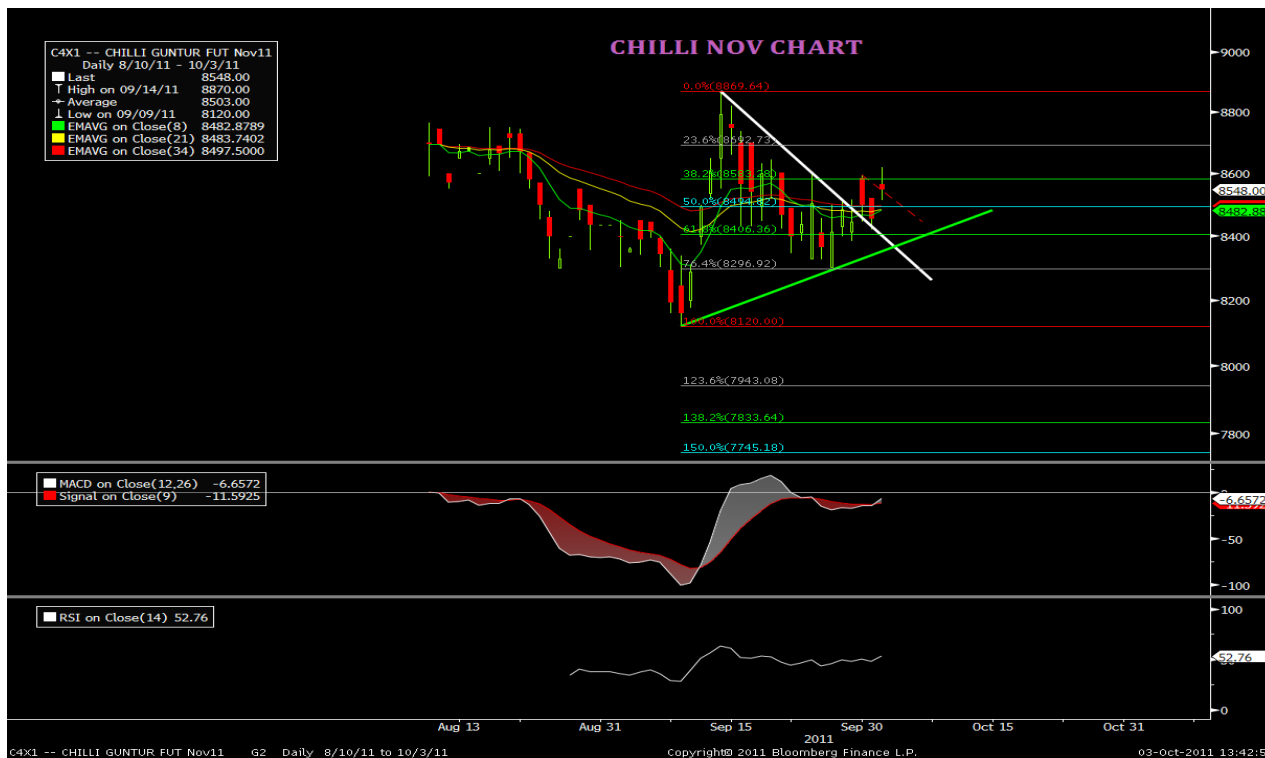 CHILLI NOV CHART
C4X1 -- CHILLI GUNTUR FUT Nov11
Daily 8/10/11 - 10/3/11
Last 8548.00
High on 09/14/11 8870.00
Average 8503.00
Low on 09/09/11 8120.00
EMAVG on Close(8) 8482.8789
EMAVG on Close(21) 8483.7402
EMAVG on Close(34) 8497.5000
9000
0.0%(8869.64)
8800
23.6%(8692.73)
38.2%(8583.28)
8600
8548.00
50.0%(8494.82)
8482.88
61.8%(8406.36)
8400
76.4%(8296.92)
8200
100.0%(8120.00)
8000
123.6%(7943.08)
138.2%(7833.64)
7800
150.0%(7745.18)
MACD on Close(12,26) -6.6572
Signal on Close(9) -11.5925
0
-6.6572
-50
-100
RSI on Close(14) 52.76
100
52.76
0
Aug 13 Aug 31 Sep 15 Sep 30 Oct 15 Oct 31
2011
C4X1 -- CHILLI GUNTUR FUT Nov11 G2 Daily 8/10/11 to 10/3/11 Copyright© 2011 Bloomberg Finance L.P. 03-Oct-2011 13:42:5